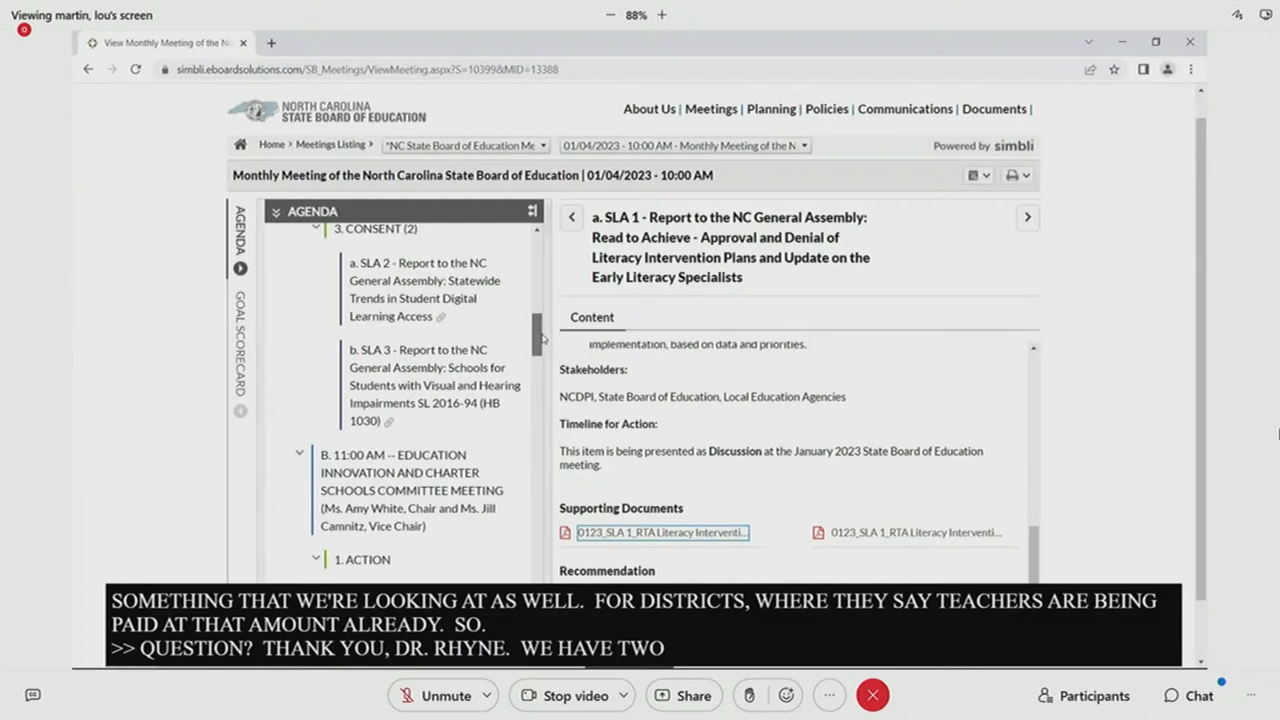 Viewing martin, lou's screen
88%
View Monthly Meeting of the Nc
simbli.eboardsolutions.com/SB_Meetings/ViewMeeting.aspx?S=10399&MID=13388
NORTH CAROLINA
STATE BOARD OF EDUCATION
About Us | Meetings | Planning | Policies | Communications | Documents |
Home > Meetings Listing >
*NC State Board of Education Me
01/04/2023 - 10:00 AM - Monthly Meeting of the N
Powered by simbli
Monthly Meeting of the North Carolina State Board of Education | 01/04/2023 - 10:00 AM
AGENDA
GOAL SCORECARD
AGENDA
3. CONSENT (2)
a. SLA 2 - Report to the NC
General Assembly: Statewide
Trends in Student Digital
Learning Access
b. SLA 3 - Report to the NC
General Assembly: Schools for
Students with Visual and Hearing
Impairments SL 2016-94 (HB
1030)
B. 11:00 AM -- EDUCATION
INNOVATION AND CHARTER
SCHOOLS COMMITTEE MEETING
(Ms. Amy White, Chair and Ms. Jill
Camnitz, Vice Chair)
1. ACTION
a. SLA 1 - Report to the NC General Assembly:
Read to Achieve - Approval and Denial of
Literacy Intervention Plans and Update on the
Early Literacy Specialists
Content
implementation, based on data and priorities.
Stakeholders:
NCDPI, State Board of Education, Local Education Agencies
Timeline for Action:
This item is being presented as Discussion at the January 2023 State Board of Education
meeting.
Supporting Documents
0123_SLA 1_RTA Literacy Interventi...
0123_SLA 1_RTA Literacy Interventi...
Recommendation
SOMETHING THAT WE'RE LOOKING AT AS WELL. FOR DISTRICTS, WHERE THEY SAY TEACHERS ARE BEING
PAID AT THAT AMOUNT ALREADY. SO.
>> QUESTION? THANK YOU, DR. RHYNE. WE HAVE TWO
Unmute
Stop video
Share
Participants
Chat